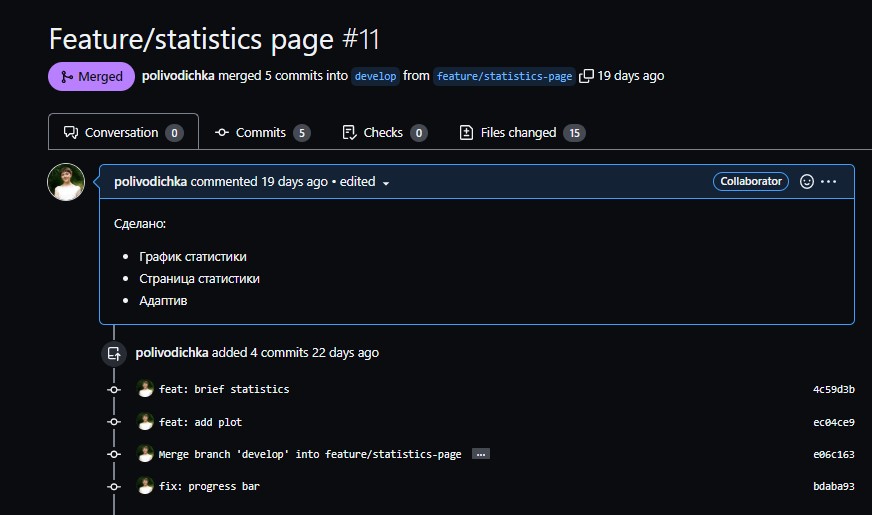 Feature/statistics page #11
Merged polivodichka merged 5 commits into develop from feature/statistics-page 19 days ago
Conversation 0 Commits 5 Checks 0 Files changed 15
polivodichka commented 19 days ago • edited Collaborator
Сделано:
• График статистики
• Страница статистики
• Адаптив
polivodichka added 4 commits 22 days ago
feat: brief statistics 4c59d3b
feat: add plot ec04ce9
Merge branch 'develop' into feature/statistics-page … e06c163
fix: progress bar bdaba93